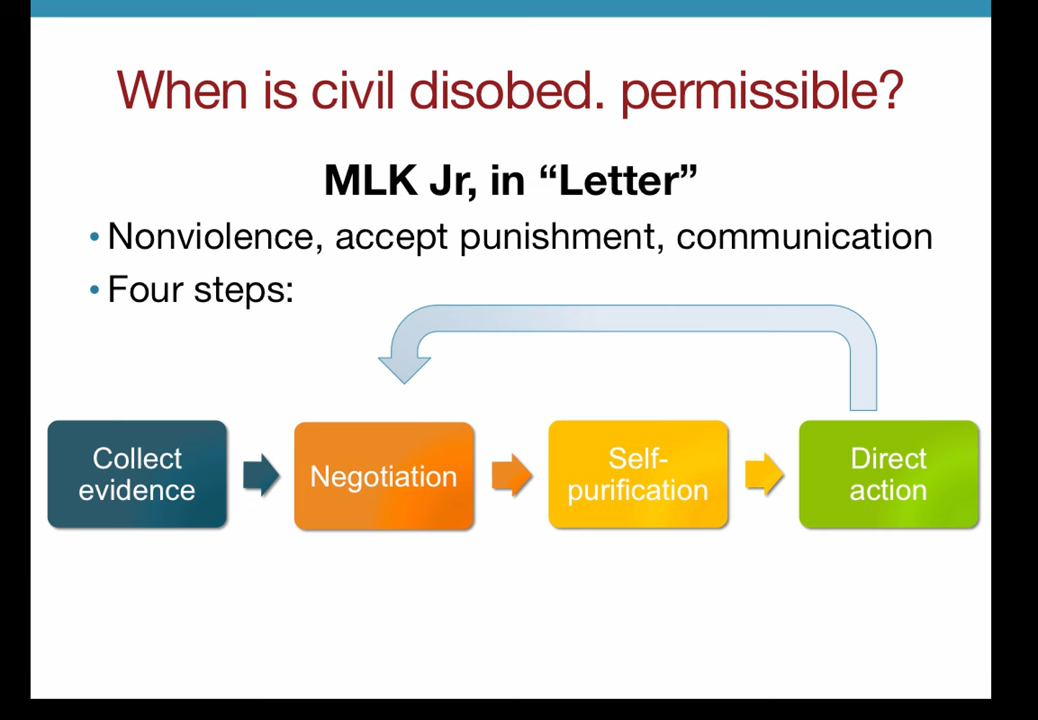 When is civil disobed. permissible?
MLK Jr, in “Letter”
• Nonviolence, accept punishment, communication
• Four steps:
Collect
evidence
Negotiation
Self-
purification
Direct
action